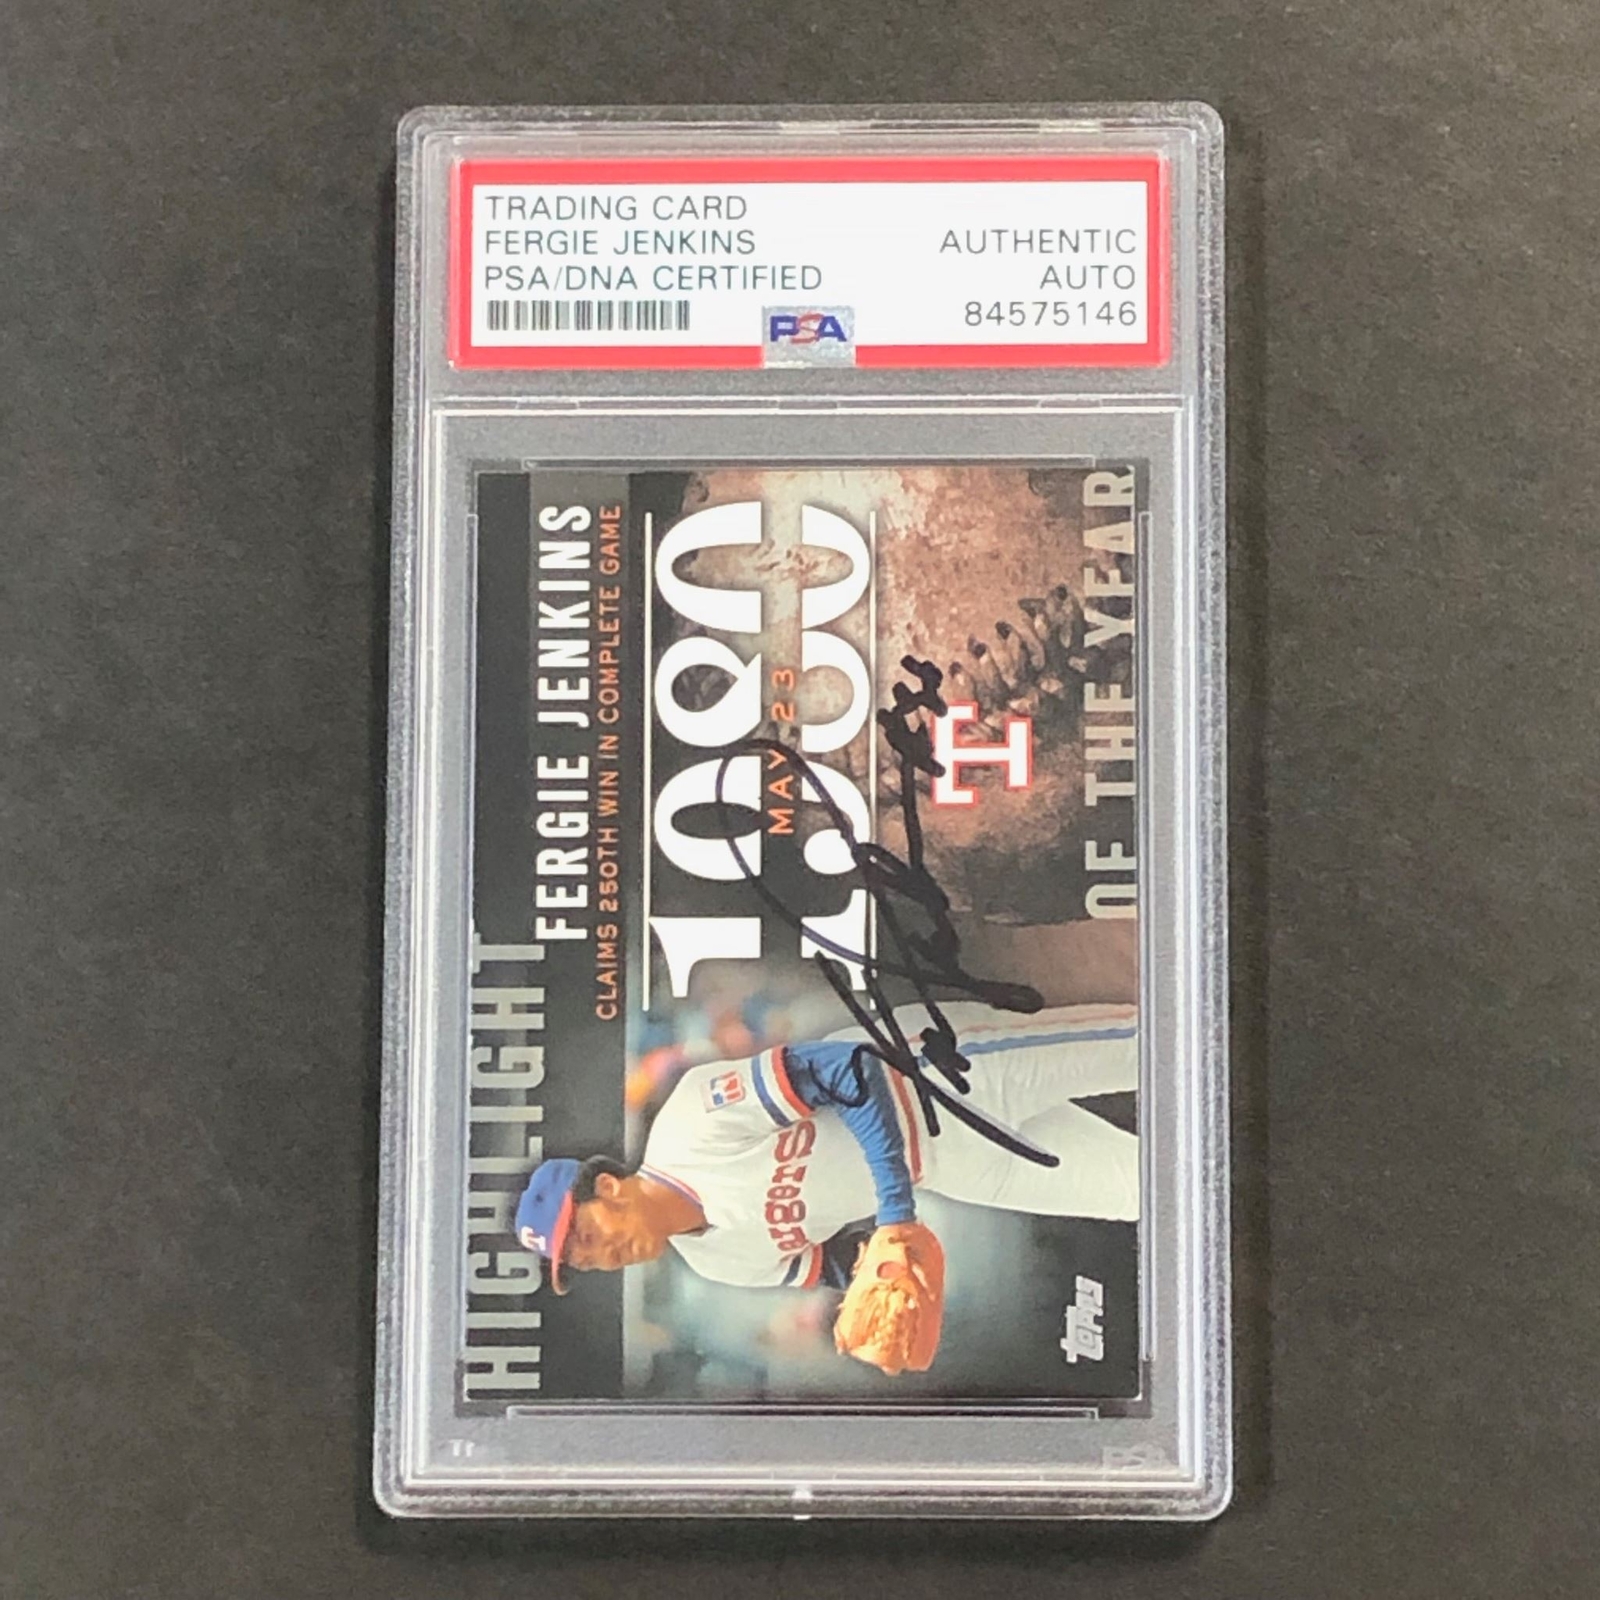 TRADING CARD
FERGIE JENKINS
PSA/DNA CERTIFIED
AUTHENTIC
AUTO
84575146
PSA
HIGHLIGHT
FERGIE JENKINS
CLAIMS 250TH WIN IN COMPLETE GAME
1980
MAY 23
T
OF THE YEAR
T
Rangers
Topps